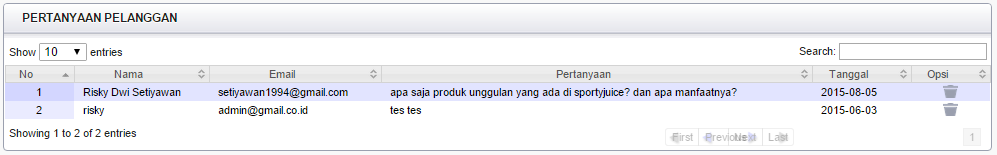 PERTANYAAN PELANGGAN
Show 10 entries Search:
No Nama Email Pertanyaan Tanggal Opsi
1 Risky Dwi Setiyawan setiyawan1994@gmail.com apa saja produk unggulan yang ada di sportyjuice? dan apa manfaatnya? 2015-08-05
2 risky admin@gmail.co.id tes tes 2015-06-03
Showing 1 to 2 of 2 entries First Previous Next Last 1